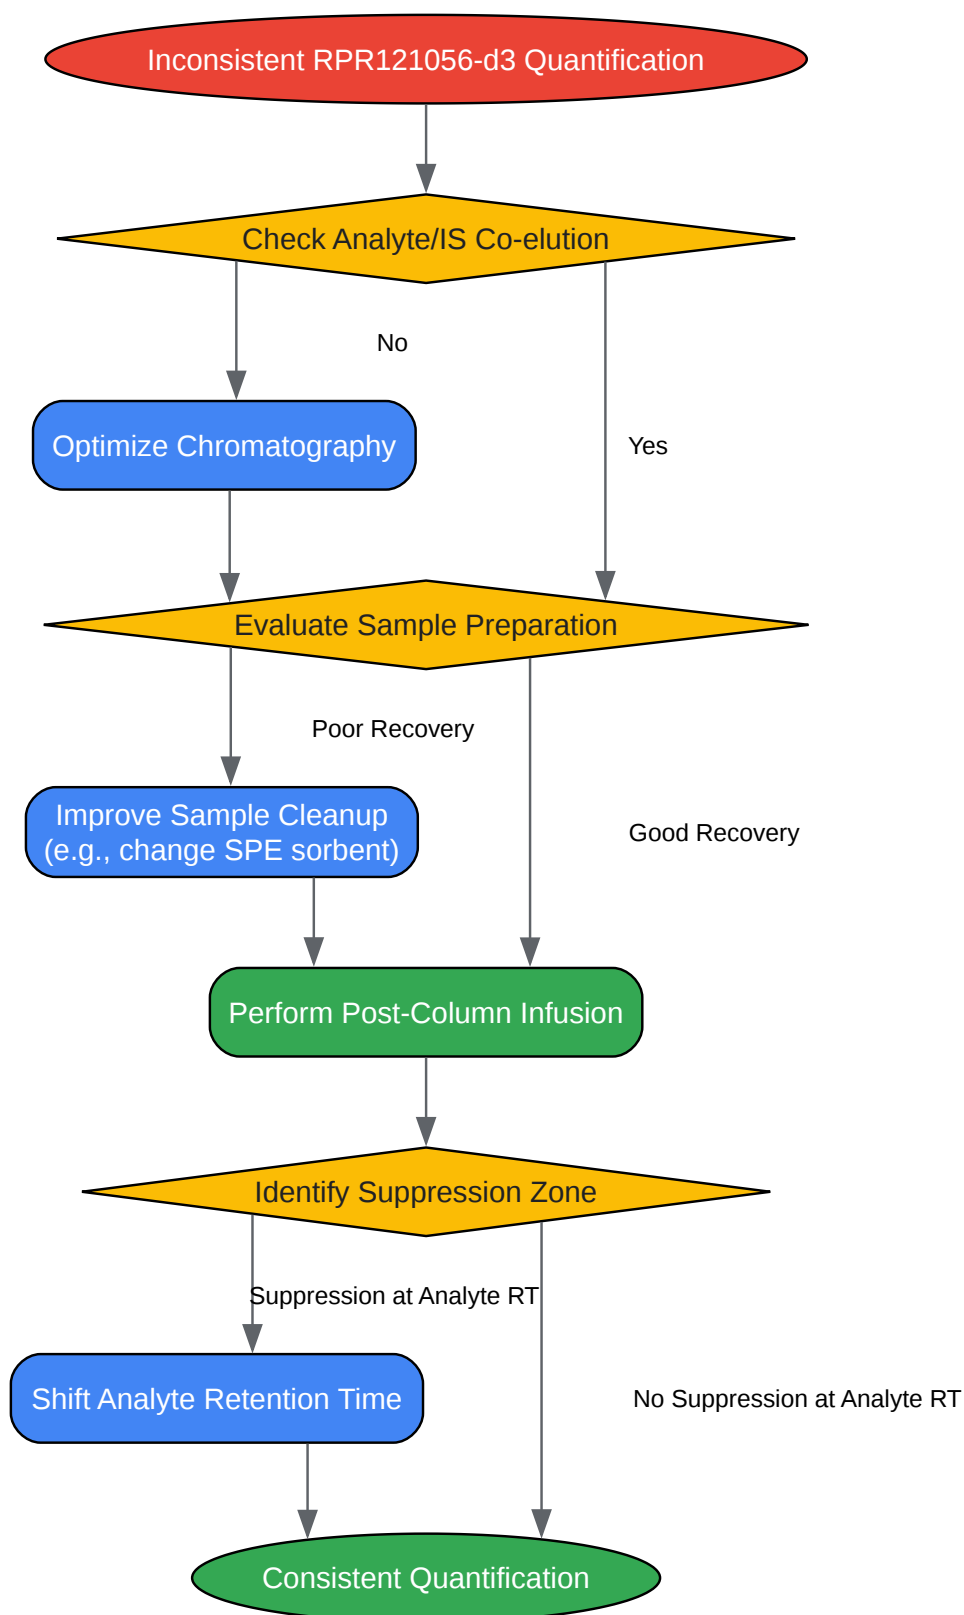 Inconsistent RPR121056-d3 Quantification
Check Analyte/IS Co-elution
No
Optimize Chromatography
Yes
Evaluate Sample Preparation
Poor Recovery
Improve Sample Cleanup
(e.g., change SPE sorbent)
Good Recovery
Perform Post-Column Infusion
Identify Suppression Zone
Suppression at Analyte RT
Shift Analyte Retention Time
No Suppression at Analyte RT
Consistent Quantification